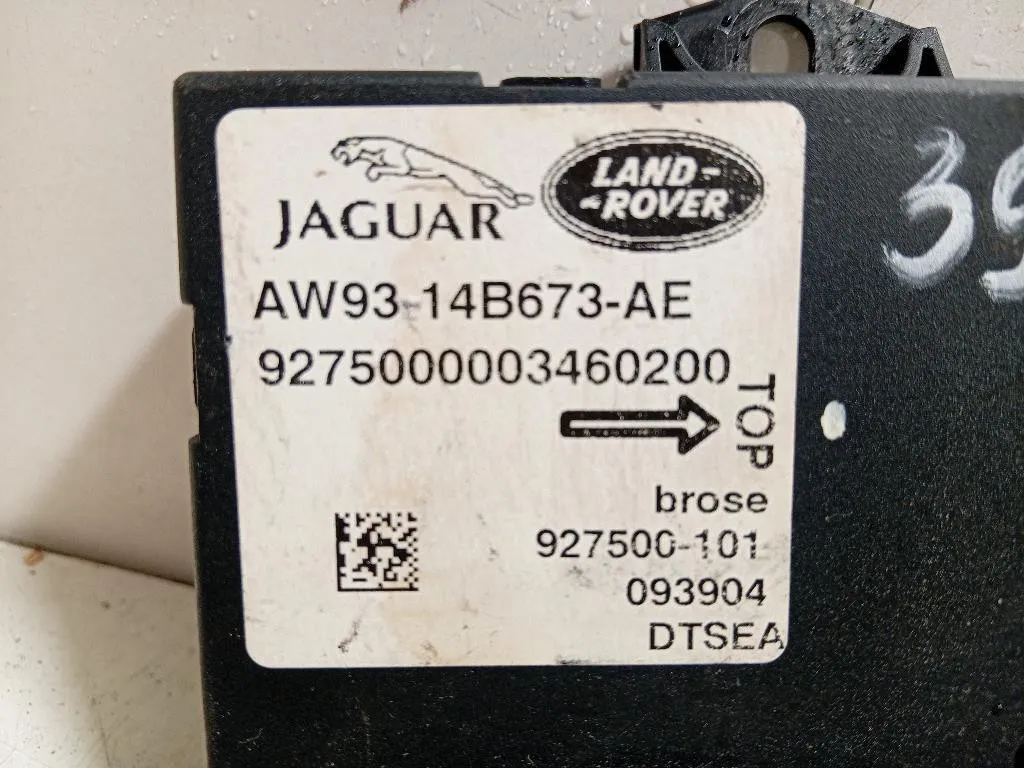 JAGUAR
LAND-
-ROVER
AW93-14B673-AE
9275000003460200
TOP
brose
927500-101
093904
DTSEA